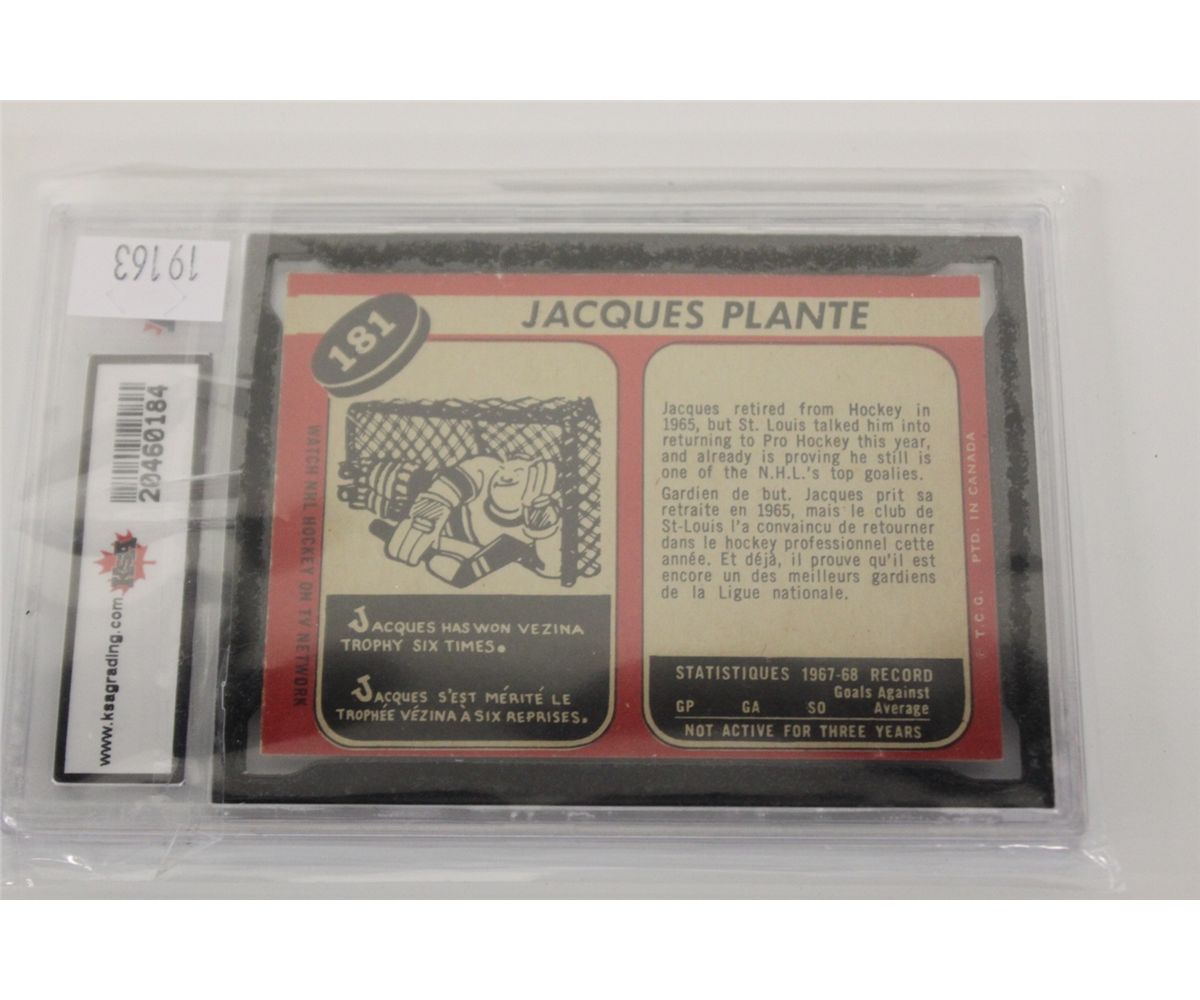 19163
20460184
ksa
www.ksagrading.com
181
JACQUES PLANTE
WATCH NHL HOCKEY ON TV NETWORK
JACQUES HAS WON VEZINA
TROPHY SIX TIMES.
JACQUES S'EST MÉRITÉ LE
TROPHÉE VÉZINA À SIX REPRISES.
Jacques retired from Hockey in
1965, but St. Louis talked him into
returning to Pro Hockey this year,
and already is proving he still is
one of the N.H.L.'s top goalies.
Gardien de but. Jacques prit sa
retraite en 1965, mais le club de
St-Louis l'a convaincu de retourner
dans le hockey professionnel cette
année. Et déjà, il prouve qu'il est
encore un des meilleurs gardiens
de la Ligue nationale.
STATISTIQUES 1967-68 RECORD
Goals Against
GP GA SO Average
NOT ACTIVE FOR THREE YEARS
T.C.G. PTD. IN CANADA